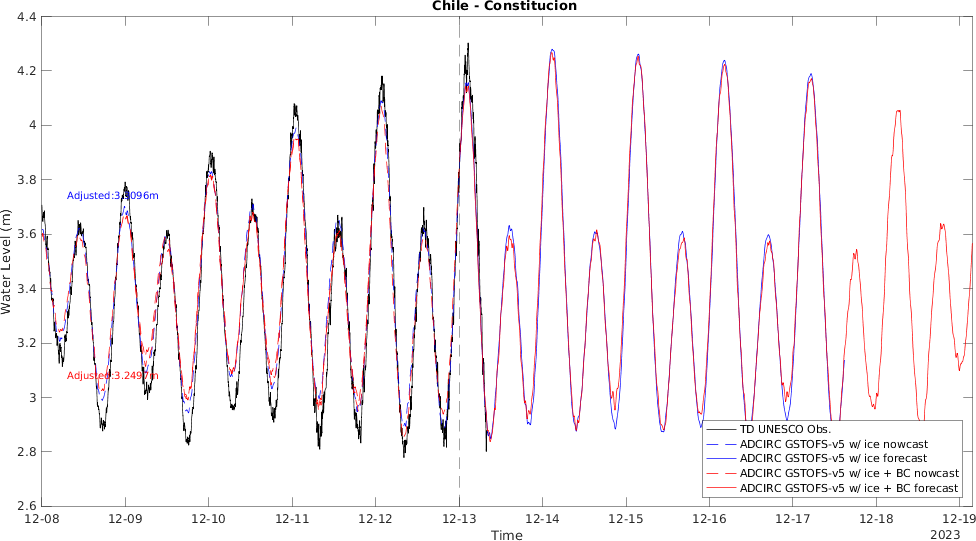 Chile - Constitucion
4.4
4.2
4
3.8
3.6
3.4
3.2
3
2.8
2.6
Water Level (m)
Adjusted:3.2497m
TD UNESCO Obs.
ADCIRC GSTOFS-v5 w/ ice nowcast
ADCIRC GSTOFS-v5 w/ ice forecast
ADCIRC GSTOFS-v5 w/ ice + BC nowcast
ADCIRC GSTOFS-v5 w/ ice + BC forecast
12-08 12-09 12-10 12-11 12-12 12-13 12-14 12-15 12-16 12-17 12-18 12-19
Time
2023